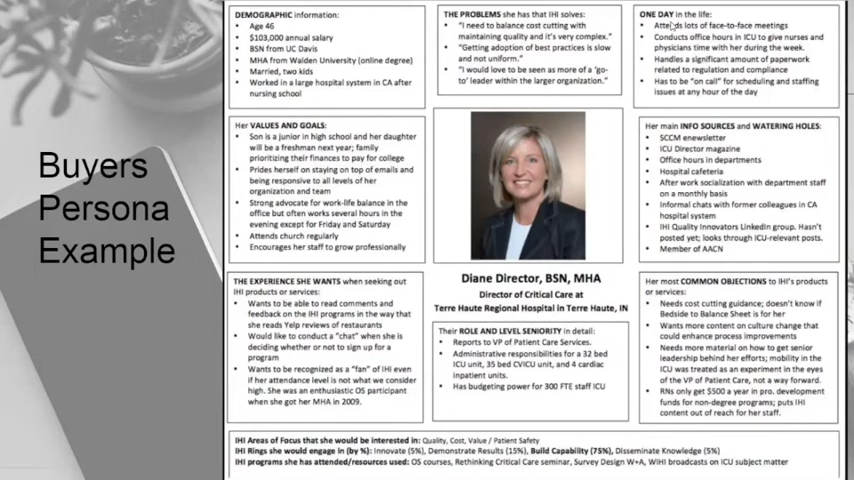 Buyers
Persona
Example
DEMOGRAPHIC information:
• Age 46
• $103,000 annual salary
• BSN from UC Davis
• MHA from Walden University (online degree)
• Married, two kids
• Worked in a large hospital system in CA after
nursing school
THE PROBLEMS she has that IHI solves:
• "I need to balance cost cutting with
maintaining quality and it's very complex."
• "Getting adoption of best practices is slow
and not uniform."
• "I would love to be seen as more of a 'go-
to' leader within the larger organization."
ONE DAY in the life:
• Attends lots of face-to-face meetings
• Conducts office hours in ICU to give nurses and
physicians time with her during the week.
• Handles a significant amount of paperwork
related to regulation and compliance
• Has to be "on call" for scheduling and staffing
issues at any hour of the day
Her VALUES AND GOALS:
• Son is a junior in high school and her daughter
will be a freshman next year; family
prioritizing their finances to pay for college
• Prides herself on staying on top of emails and
being responsive to all levels of her
organization and team
• Strong advocate for work-life balance in the
office but often works several hours in the
evening except for Friday and Saturday
• Attends church regularly
• Encourages her staff to grow professionally
Her main INFO SOURCES and WATERING HOLES:
• SCCM enewsletter
• ICU Director magazine
• Office hours in departments
• Hospital cafeteria
• After work socialization with department staff
on a monthly basis
• Informal chats with former colleagues in CA
hospital system
• IHI Quality Innovators LinkedIn group. Hasn't
posted yet; looks through ICU-relevant posts.
• Member of AACN
THE EXPERIENCE SHE WANTS when seeking out
IHI products or services:
• Wants to be able to read comments and
feedback on the IHI programs in the way that
she reads Yelp reviews of restaurants
• Would like to conduct a "chat" when she is
deciding whether or not to sign up for a
program
• Wants to be recognized as a "fan" of IHI even
if her attendance level is not what we consider
high. She was an enthusiastic OS participant
when she got her MHA in 2009.
Diane Director, BSN, MHA
Director of Critical Care at
Terre Haute Regional Hospital in Terre Haute, IN
Their ROLE AND LEVEL SENIORITY in detail:
• Reports to VP of Patient Care Services.
• Administrative responsibilities for a 32 bed
ICU unit, 35 bed CVICU unit, and 4 cardiac
inpatient units.
• Has budgeting power for 300 FTE staff ICU
Her most COMMON OBJECTIONS to IHI's products
or services:
• Needs cost cutting guidance; doesn't know if
Bedside to Balance Sheet is for her
• Wants more content on culture change that
could enhance process improvements
• Needs more material on how to get senior
leadership behind her efforts; mobility in the
ICU was treated as an experiment in the eyes
of the VP of Patient Care, not a way forward.
• RNs only get $500 a year in pro. development
funds for non-degree programs; puts IHI
content out of reach for her staff.
IHI Areas of Focus that she would be interested in: Quality, Cost, Value / Patient Safety
IHI Rings she would engage in (by %): Innovate (5%), Demonstrate Results (15%), Build Capability (75%), Disseminate Knowledge (5%)
IHI programs she has attended/resources used: OS courses, Rethinking Critical Care seminar, Survey Design W+A, WIHI broadcasts on ICU subject matter